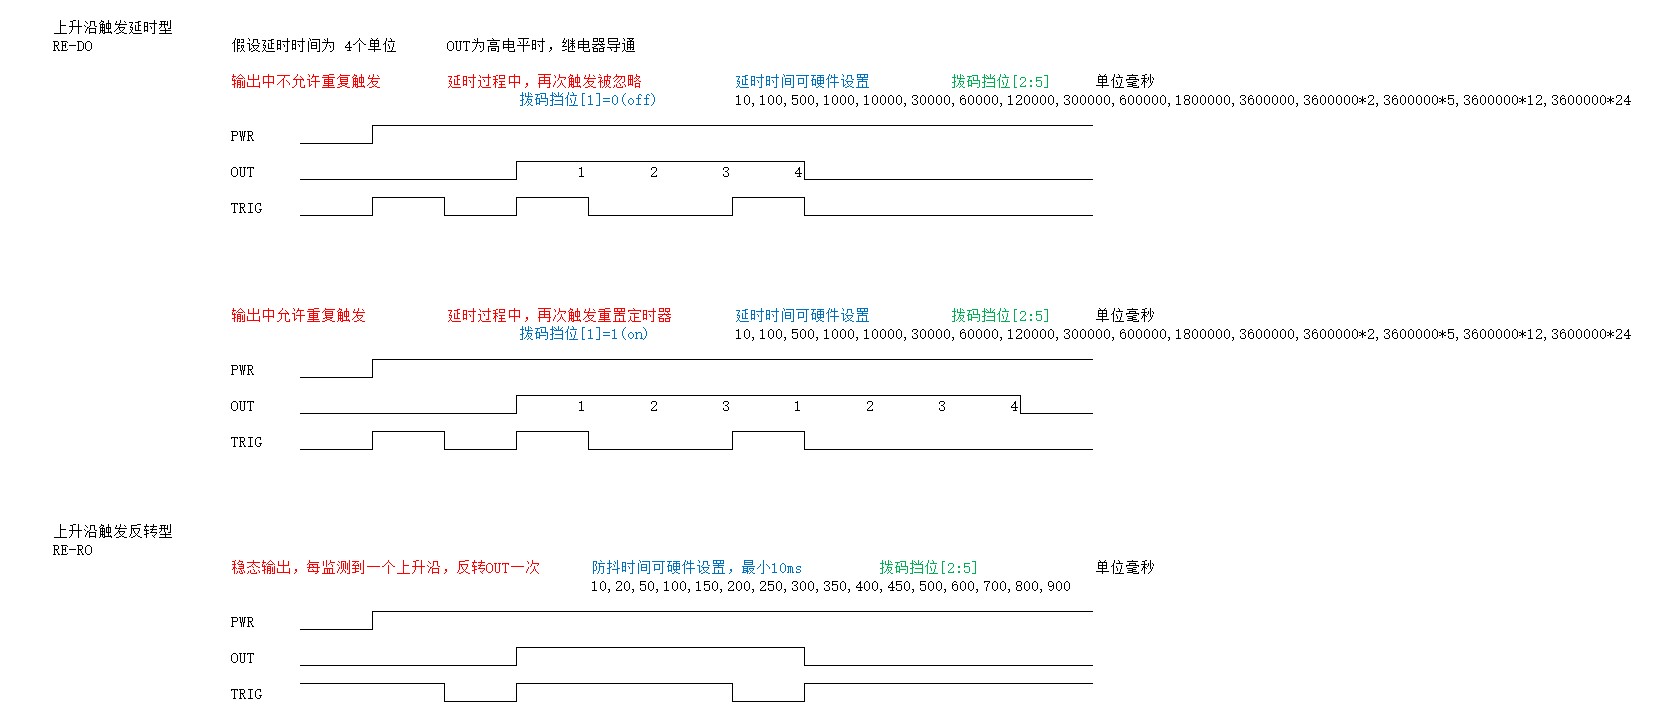 上升沿触发延时型
RE-DO
假设延时时间为 4个单位 OUT为高电平时，继电器导通
输出中不允许重复触发 延时过程中，再次触发被忽略 延时时间可硬件设置 拨码挡位[2:5] 单位毫秒
拨码挡位[1]=0(off) 10,100,500,1000,10000,30000,60000,120000,300000,600000,1800000,3600000,3600000*2,3600000*5,3600000*12,3600000*24
PWR
OUT 1 2 3 4
TRIG
输出中允许重复触发 延时过程中，再次触发重置定时器 延时时间可硬件设置 拨码挡位[2:5] 单位毫秒
拨码挡位[1]=1(on) 10,100,500,1000,10000,30000,60000,120000,300000,600000,1800000,3600000,3600000*2,3600000*5,3600000*12,3600000*24
PWR
OUT 1 2 3 1 2 3 4
TRIG
上升沿触发反转型
RE-RO
稳态输出，每监测到一个上升沿，反转OUT一次 防抖时间可硬件设置，最小10ms 拨码挡位[2:5] 单位毫秒
10,20,50,100,150,200,250,300,350,400,450,500,600,700,800,900
PWR
OUT
TRIG